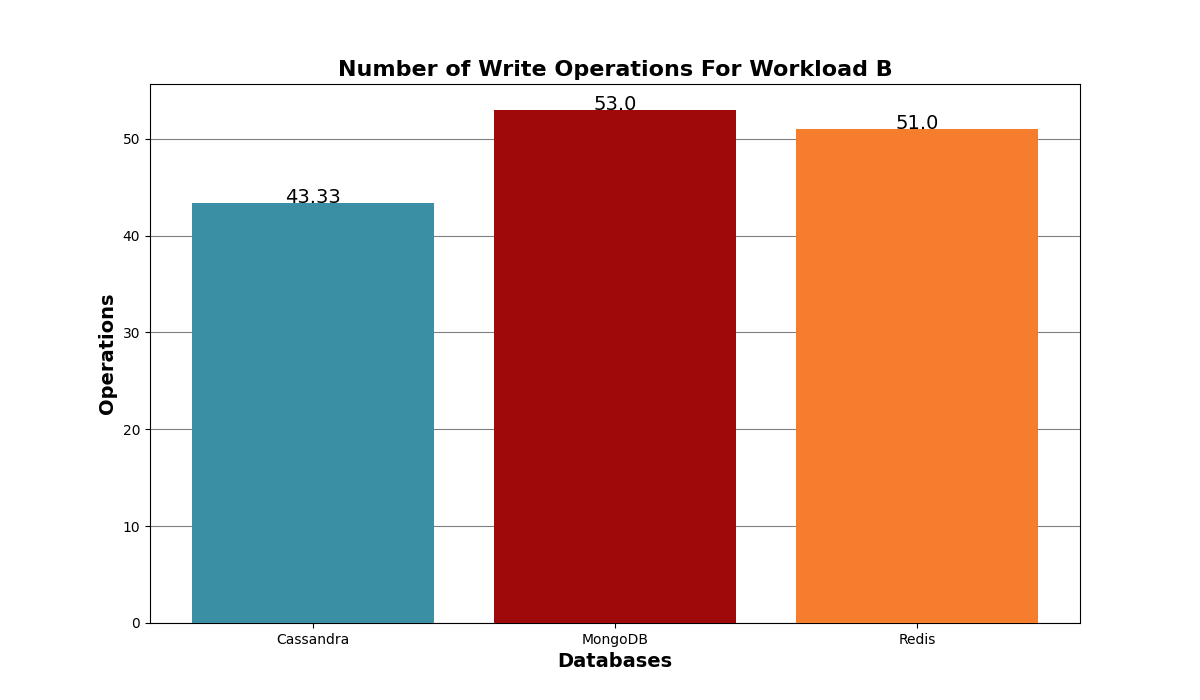 Number of Write Operations For Workload B
53.0
51.0
43.33
50
40
30
20
10
0
Operations
Cassandra MongoDB Redis
Databases